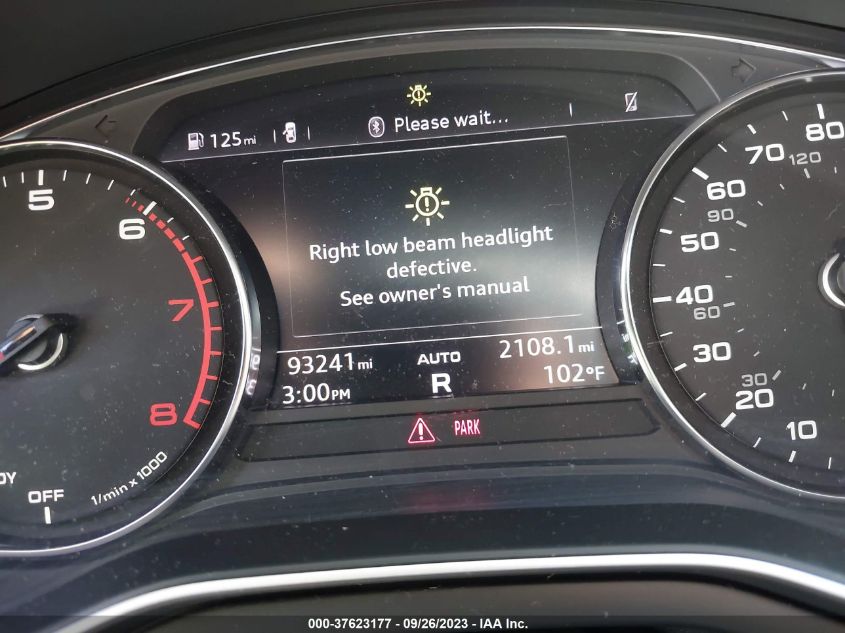 125mi Please wait...
Right low beam headlight
defective.
See owner's manual
93241mi AUTO 2108.1mi
3:00PM R 102°F
PARK
5 6 7 8
OFF
1/min x 1000
80
70 120
60
90
50
40
60
30
30
20
10
000-37623177 - 09/26/2023 - IAA Inc.